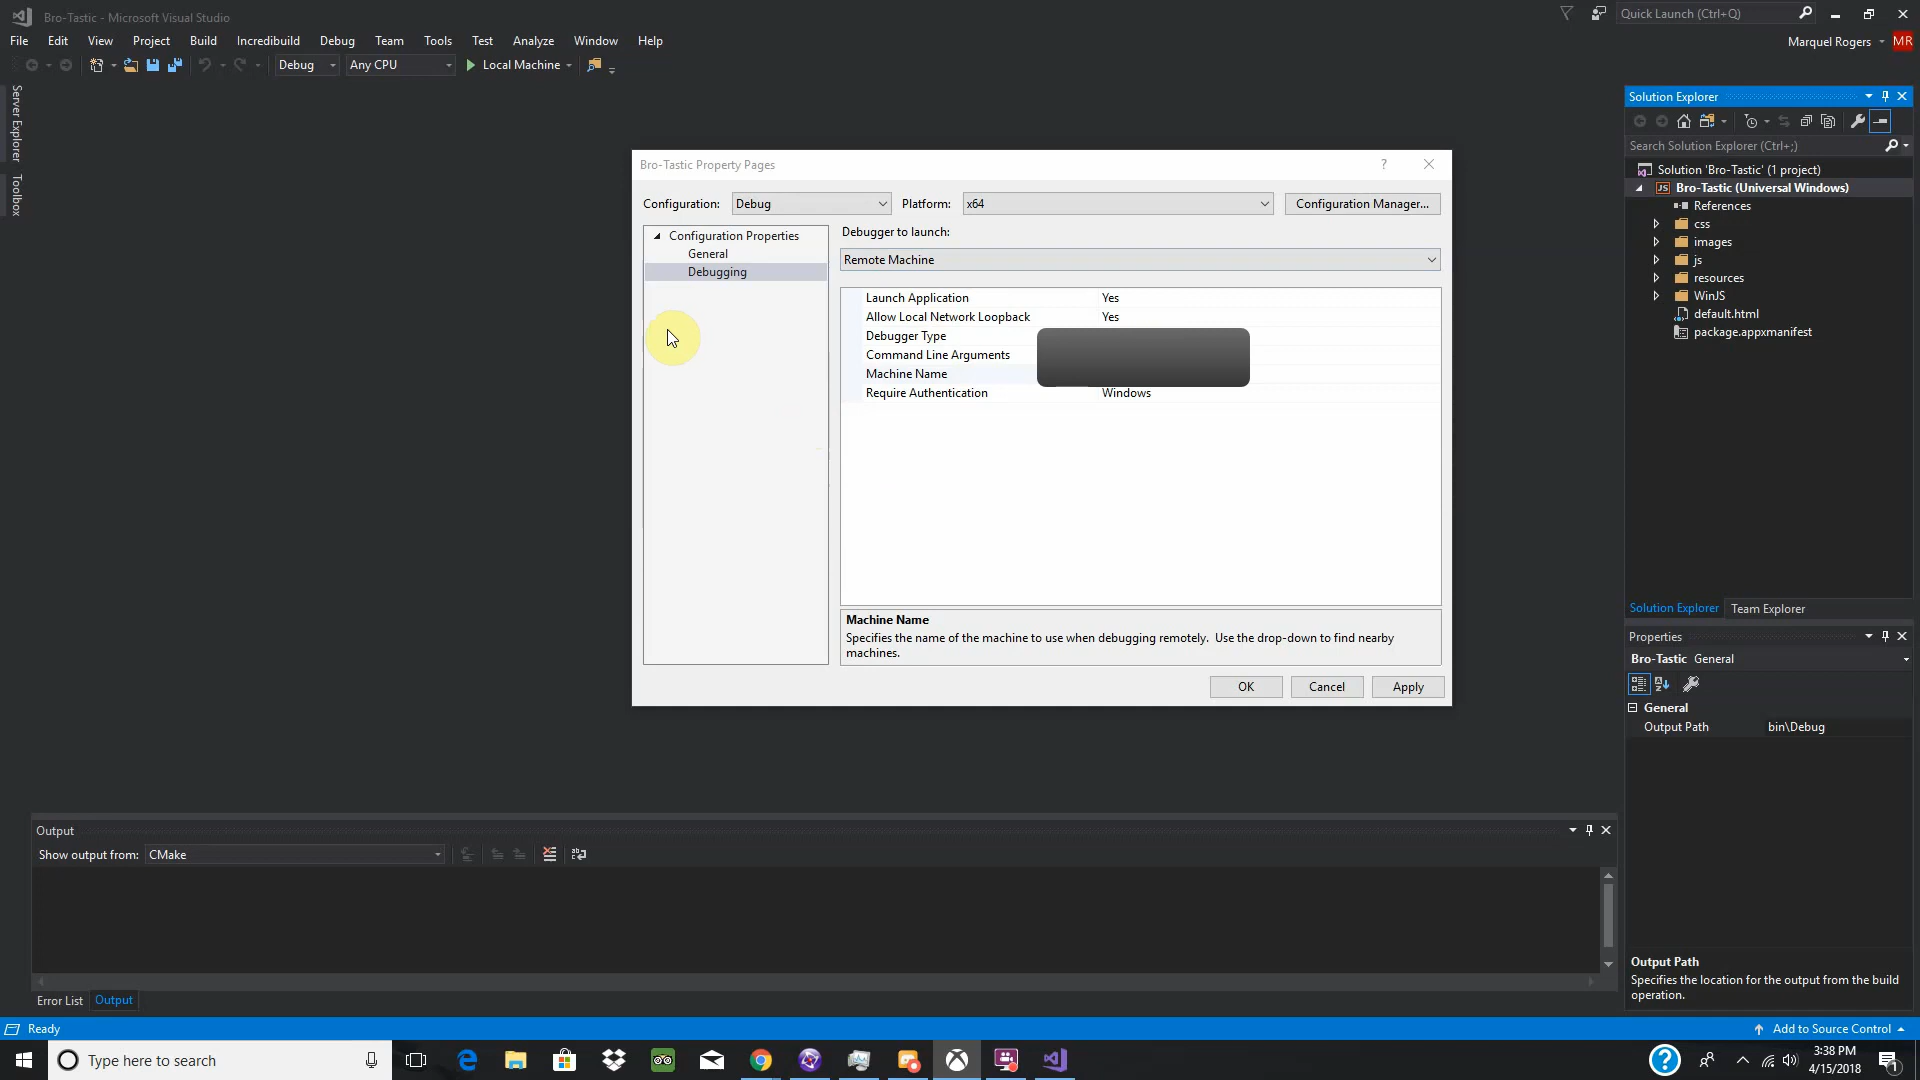 Bro-Tastic - Microsoft Visual Studio
Quick Launch (Ctrl+Q)
File Edit View Project Build Incredibuild Debug Team Tools Test Analyze Window Help
Marquel Rogers MR
Debug Any CPU Local Machine
Server Explorer
Toolbox
Solution Explorer
Search Solution Explorer (Ctrl+;)
Solution 'Bro-Tastic' (1 project)
JS Bro-Tastic (Universal Windows)
References
css
images
js
resources
WinJS
default.html
package.appxmanifest
Bro-Tastic Property Pages ?
Configuration: Debug Platform: x64 Configuration Manager...
Configuration Properties
General
Debugging
Debugger to launch:
Remote Machine
Launch Application Yes
Allow Local Network Loopback Yes
Debugger Type
Command Line Arguments
Machine Name
Require Authentication Windows
Machine Name
Specifies the name of the machine to use when debugging remotely. Use the drop-down to find nearby
machines.
OK Cancel Apply
Solution Explorer Team Explorer
Properties
Bro-Tastic General
General
Output Path bin\Debug
Output Path
Specifies the location for the output from the build
operation.
Output
Show output from: CMake
Error List Output
Ready
Add to Source Control
Type here to search
3:38 PM
4/15/2018